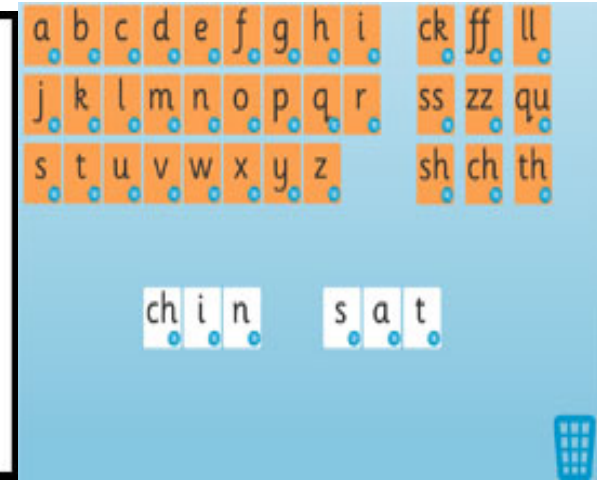 a b c d e f g h i ck ff ll
j k l m n o p q r ss zz qu
s t u v w x y z sh ch th
ch i n s a t